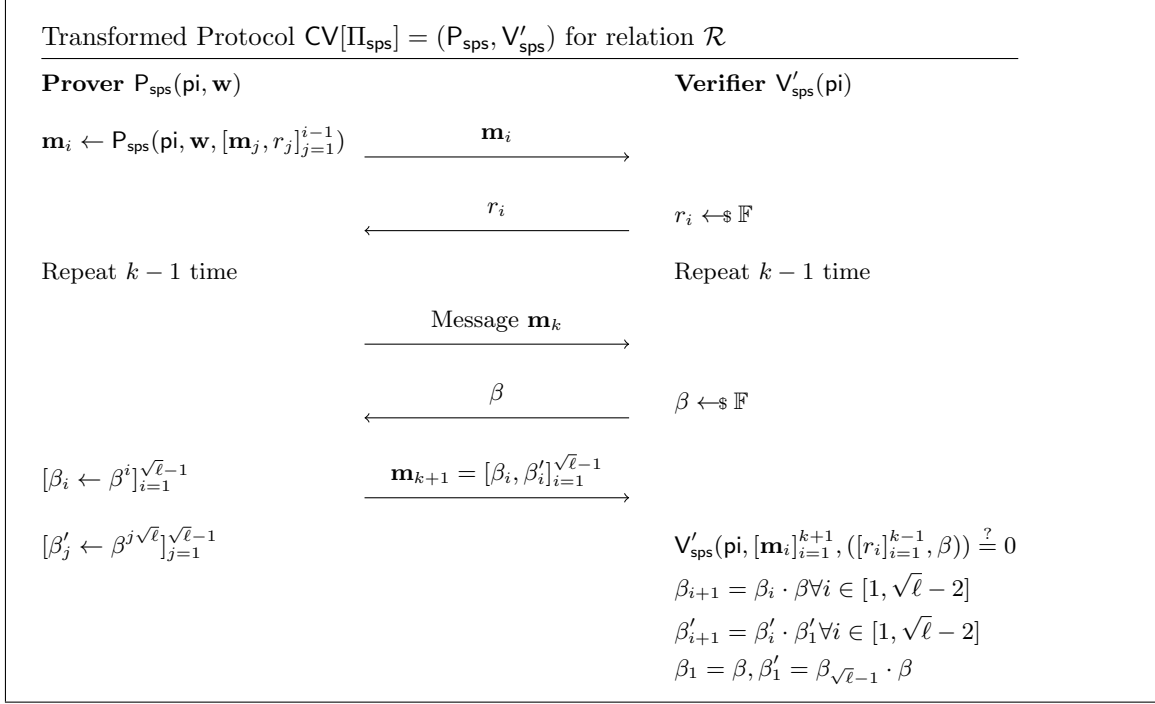 Transformed Protocol CV[Π_sps] = (P_sps, V′_sps) for relation ℛ
Prover P_sps(pi, w) Verifier V′_sps(pi)
m_i ← P_sps(pi, w, [m_j, r_j]_{j=1}^{i−1}) m_i
r_i r_i ←$ 𝔽
Repeat k − 1 time Repeat k − 1 time
Message m_k
β β ←$ 𝔽
[β_i ← β^i]_{i=1}^{√ℓ−1} m_{k+1} = [β_i, β′_i]_{i=1}^{√ℓ−1}
[β′_j ← β^{j√ℓ}]_{j=1}^{√ℓ−1} V′_sps(pi, [m_i]_{i=1}^{k+1}, ([r_i]_{i=1}^{k−1}, β)) ≟ 0
β_{i+1} = β_i · β∀i ∈ [1, √ℓ − 2]
β′_{i+1} = β′_i · β′_1∀i ∈ [1, √ℓ − 2]
β_1 = β, β′_1 = β_{√ℓ−1} · β